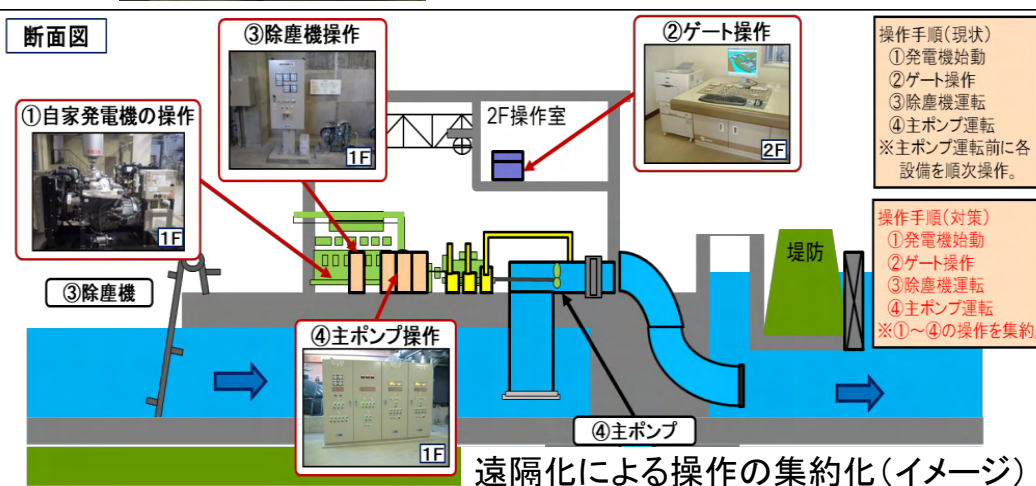 断面図
③除塵機操作
1F
②ゲート操作
2F
①自家発電機の操作
1F
2F操作室
操作手順(現状)
①発電機始動
②ゲート操作
③除塵機運転
④主ポンプ運転
※主ポンプ運転前に各
設備を順次操作。
操作手順(対策)
①発電機始動
②ゲート操作
③除塵機運転
④主ポンプ運転
※①～④の操作を集約。
堤防
③除塵機
④主ポンプ操作
1F
④主ポンプ
遠隔化による操作の集約化(イメージ)